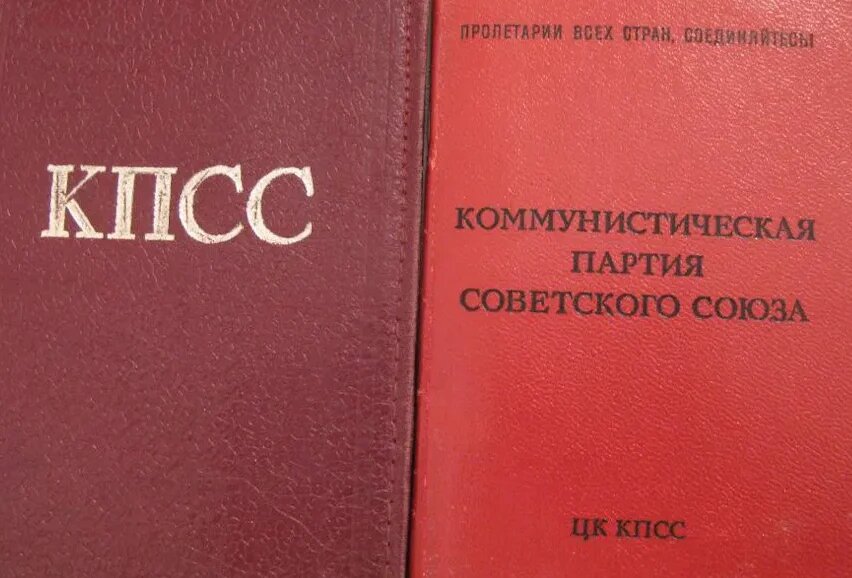 КПСС
ПРОЛЕТАРИИ ВСЕХ СТРАН, СОЕДИНЯЙТЕСЬ!
КОММУНИСТИЧЕСКАЯ
ПАРТИЯ
СОВЕТСКОГО СОЮЗА
ЦК КПСС